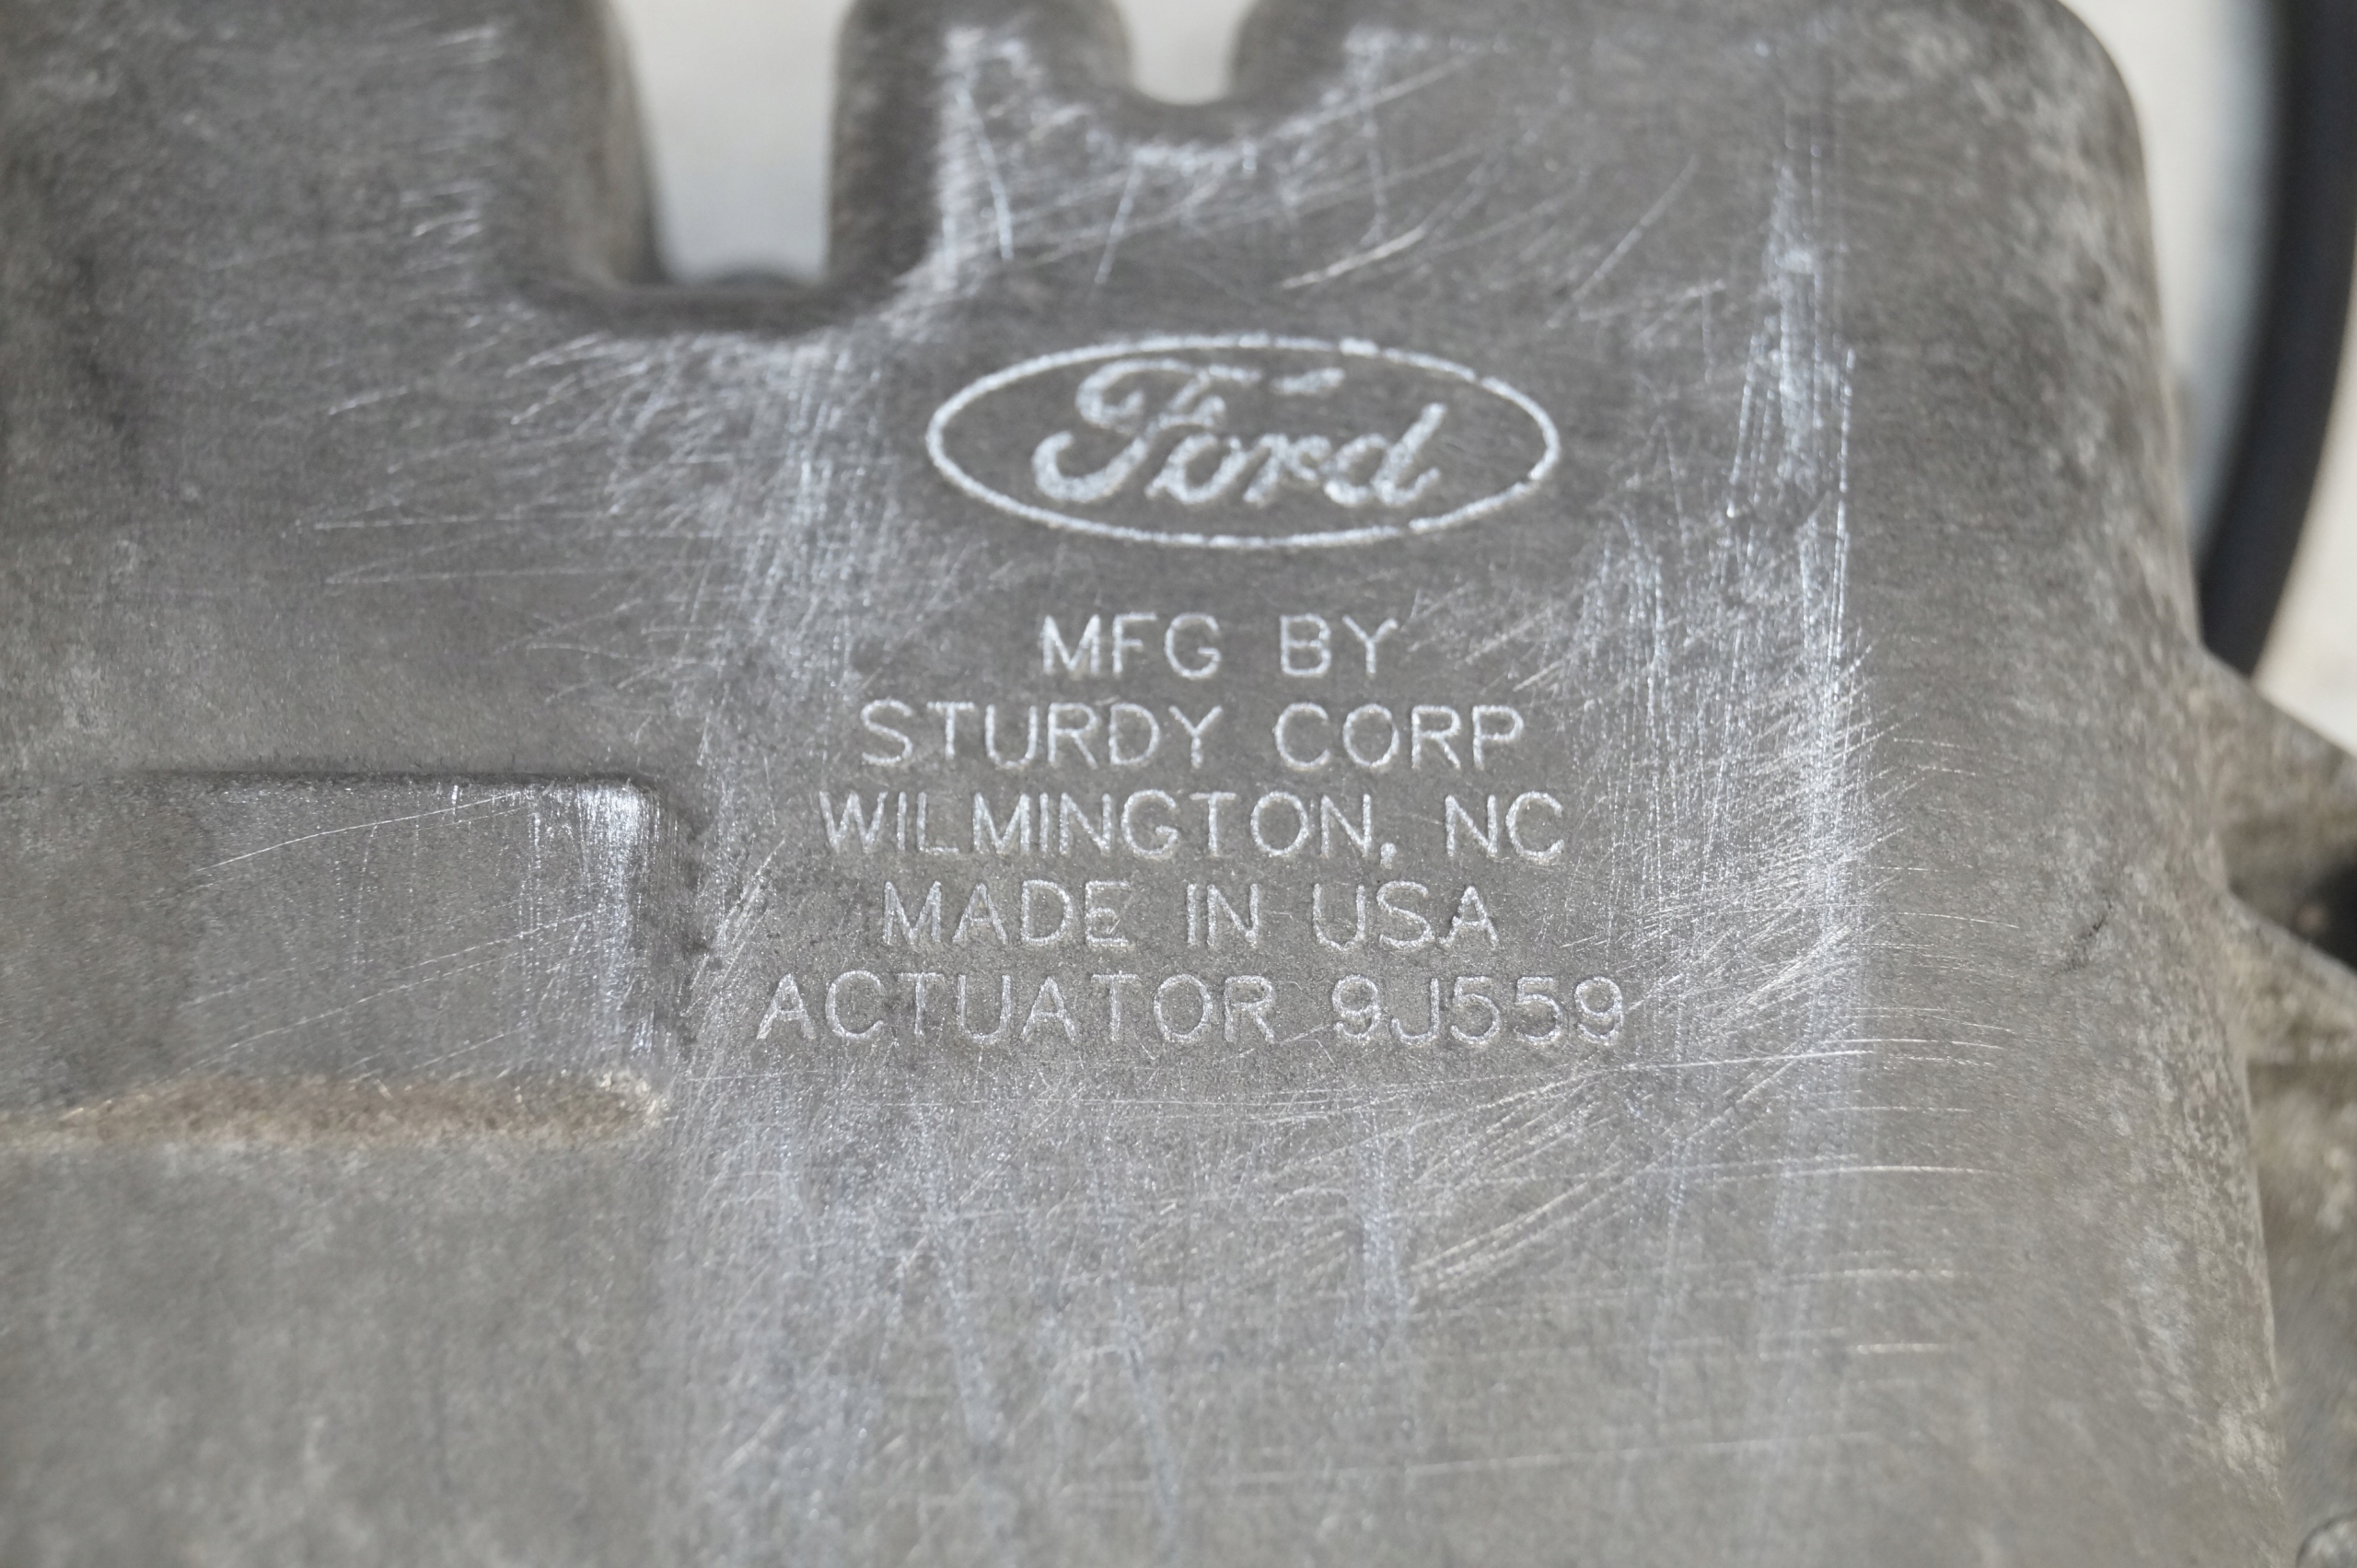 Ford
MFG BY
STURDY CORP
WILMINGTON, NC
MADE IN USA
ACTUATOR 9J559